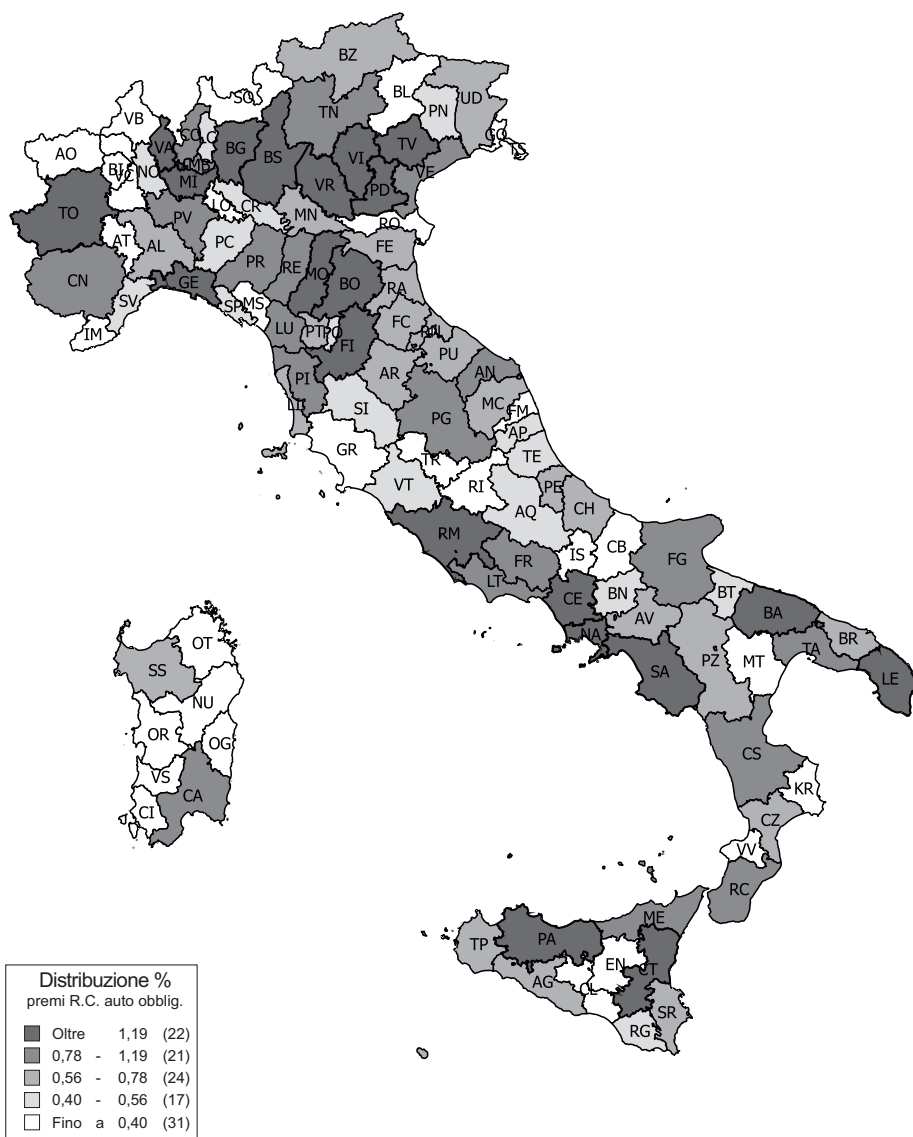 BZ
BL
UD
PN
SO
TN
VB
GO
TS
CO
LC
AO
VA
BG
BS
VI
TV
BI
VC
NO
MB
MI
VR
PD
VE
TO
LO
CR
MN
PV
RO
AT
AL
PC
FE
CN
PR
RE
MO
BO
GE
RA
SV
SP
MS
IM
LU
PT
PO
FC
RN
FI
PU
PI
AR
AN
LI
SI
MC
FM
PG
AP
GR
TE
TR
VT
RI
PE
AQ
CH
RM
CB
IS
FR
FG
LT
CE
BN
BT
BA
AV
NA
BR
OT
SS
SA
PZ
MT
TA
LE
NU
OR
OG
CS
VS
CA
KR
CI
CZ
VV
RC
ME
TP
PA
EN
CT
AG
CL
SR
RG
Distribuzione %
premi R.C. auto obblig.
Oltre 1,19 (22)
0,78 - 1,19 (21)
0,56 - 0,78 (24)
0,40 - 0,56 (17)
Fino a 0,40 (31)